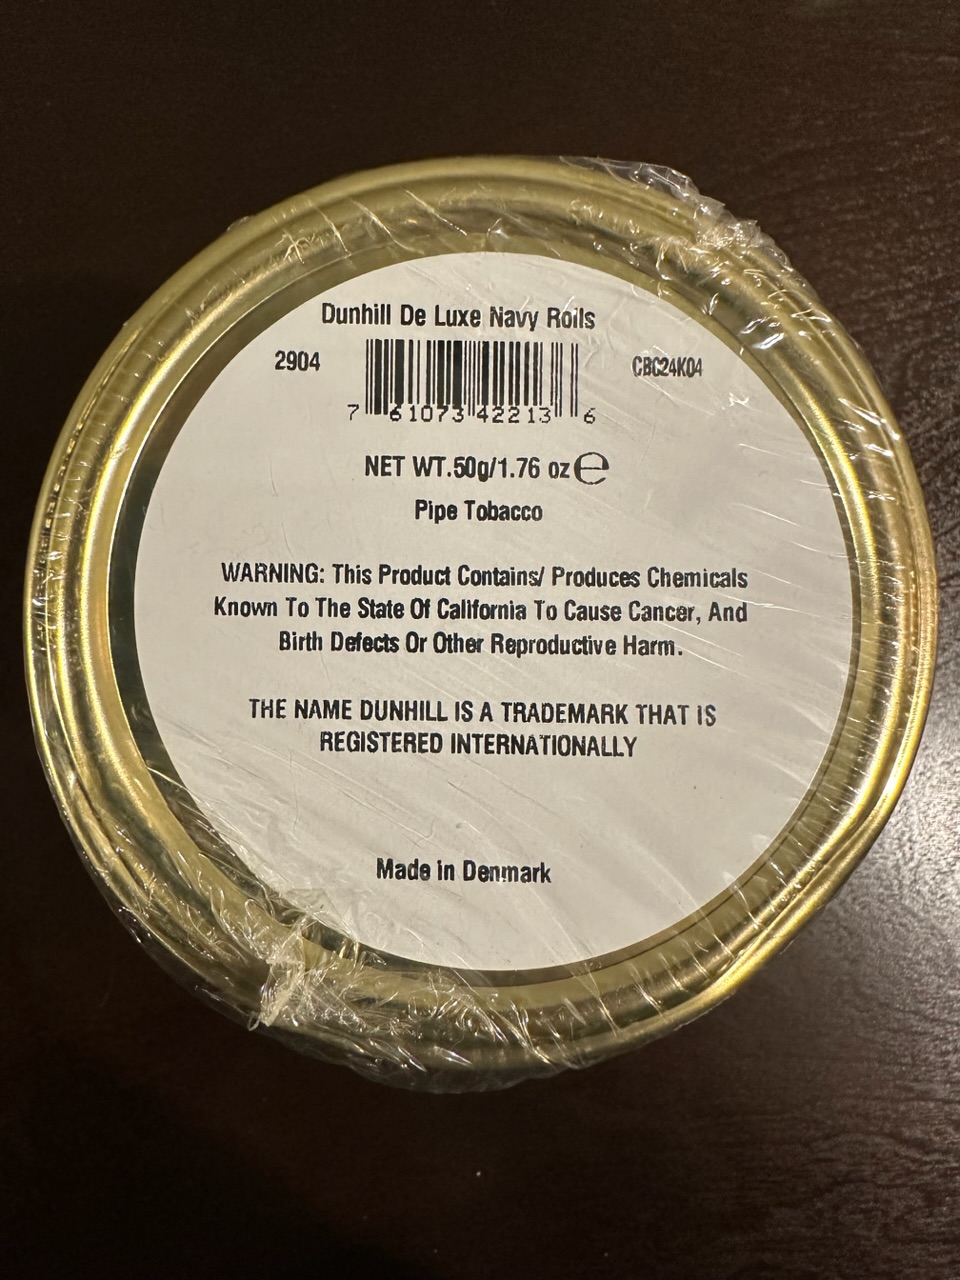 Dunhill De Luxe Navy Rolls
2904
CBC24K04
7 61073 42213 6
NET WT.50g/1.76 oz ℮
Pipe Tobacco
WARNING: This Product Contains/ Produces Chemicals
Known To The State Of California To Cause Cancer, And
Birth Defects Or Other Reproductive Harm.
THE NAME DUNHILL IS A TRADEMARK THAT IS
REGISTERED INTERNATIONALLY
Made in Denmark